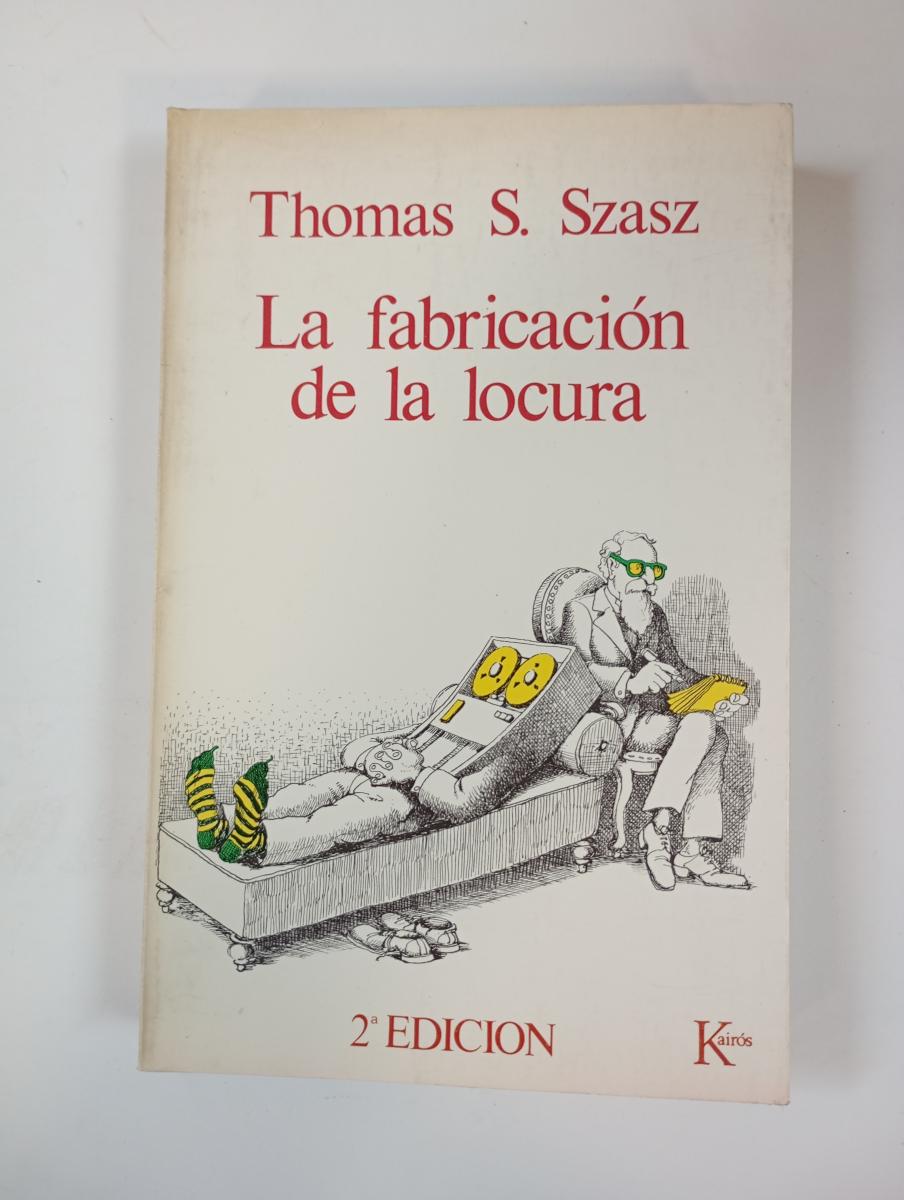 Thomas S. Szasz
La fabricación
de la locura
2ª EDICION
Kairós